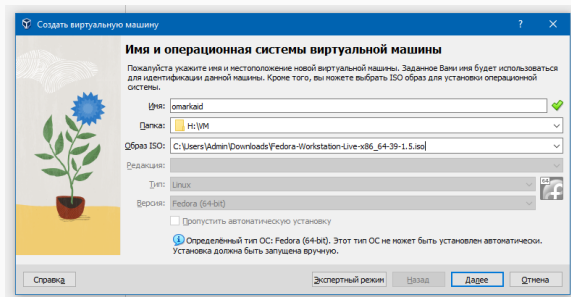 Создать виртуальную машину
? ×
Имя и операционная системы виртуальной машины
Пожалуйста укажите имя и местоположение новой виртуальной машины. Заданное Вами имя будет использоваться
для идентификации данной машины. Кроме того, вы можете выбрать ISO образ для установки операционной
системы.
Имя: omarkaid
Папка: H:\VM
Образ ISO: C:\Users\Admin\Downloads\Fedora-Workstation-Live-x86_64-39-1.5.iso
Редакция:
Тип: Linux
64
Версия: Fedora (64-bit)
Пропустить автоматическую установку
Определённый тип ОС: Fedora (64-bit). Этот тип ОС не может быть установлен автоматически.
Установка должна быть запущена вручную.
Справка Экспертный режим Назад Далее Отмена